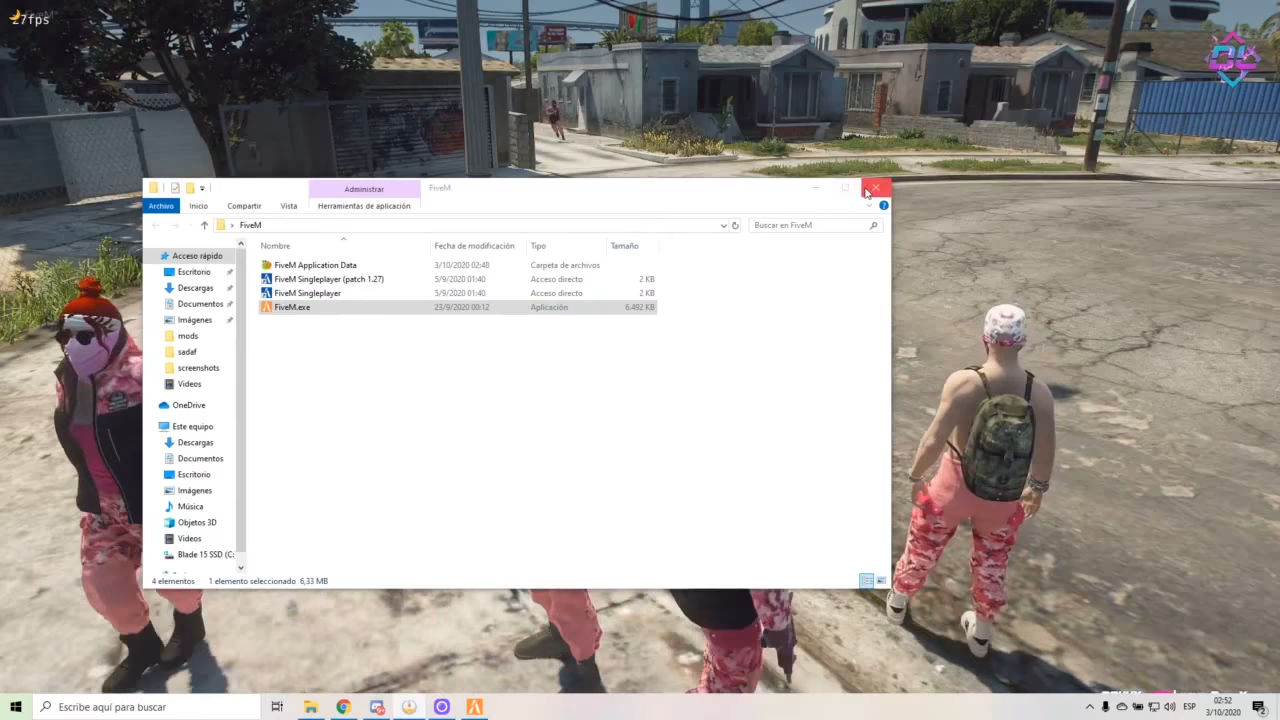 27fps
Administrar
FiveM
Archivo
Inicio
Compartir
Vista
Herramientas de aplicación
FiveM
Buscar en FiveM
Nombre
Fecha de modificación
Tipo
Tamaño
FiveM Application Data
3/10/2020 02:48
Carpeta de archivos
FiveM Singleplayer (patch 1.27)
5/9/2020 01:40
Acceso directo
2 KB
FiveM Singleplayer
5/9/2020 01:40
Acceso directo
2 KB
FiveM.exe
23/9/2020 00:12
Aplicación
6.492 KB
Acceso rápido
Escritorio
Descargas
Documentos
Imágenes
mods
sadaf
screenshots
Vídeos
OneDrive
Este equipo
Descargas
Documentos
Escritorio
Imágenes
Música
Objetos 3D
Vídeos
Blade 15 SSD (C:
4 elementos
1 elemento seleccionado 6,33 MB
Escribe aquí para buscar
ESP
02:52
3/10/2020
2